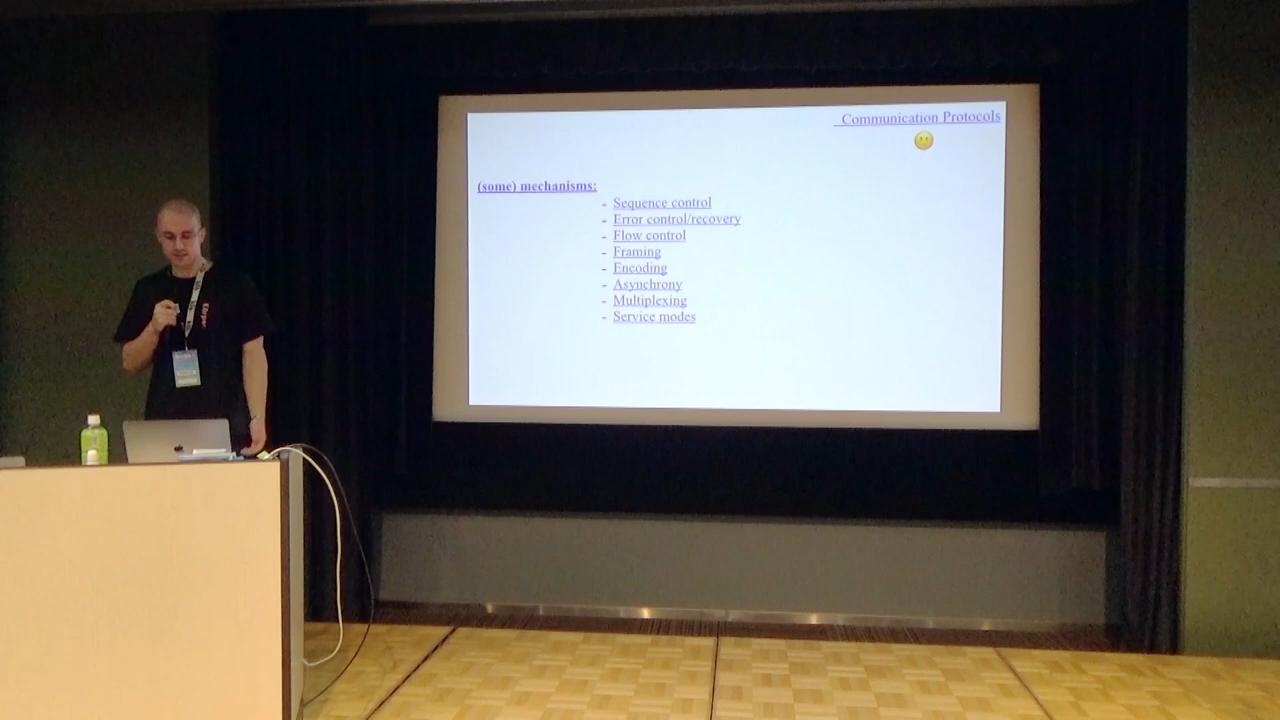 Communication Protocols
(some) mechanisms:
- Sequence control
- Error control/recovery
- Flow control
- Framing
- Encoding
- Asynchrony
- Multiplexing
- Service modes